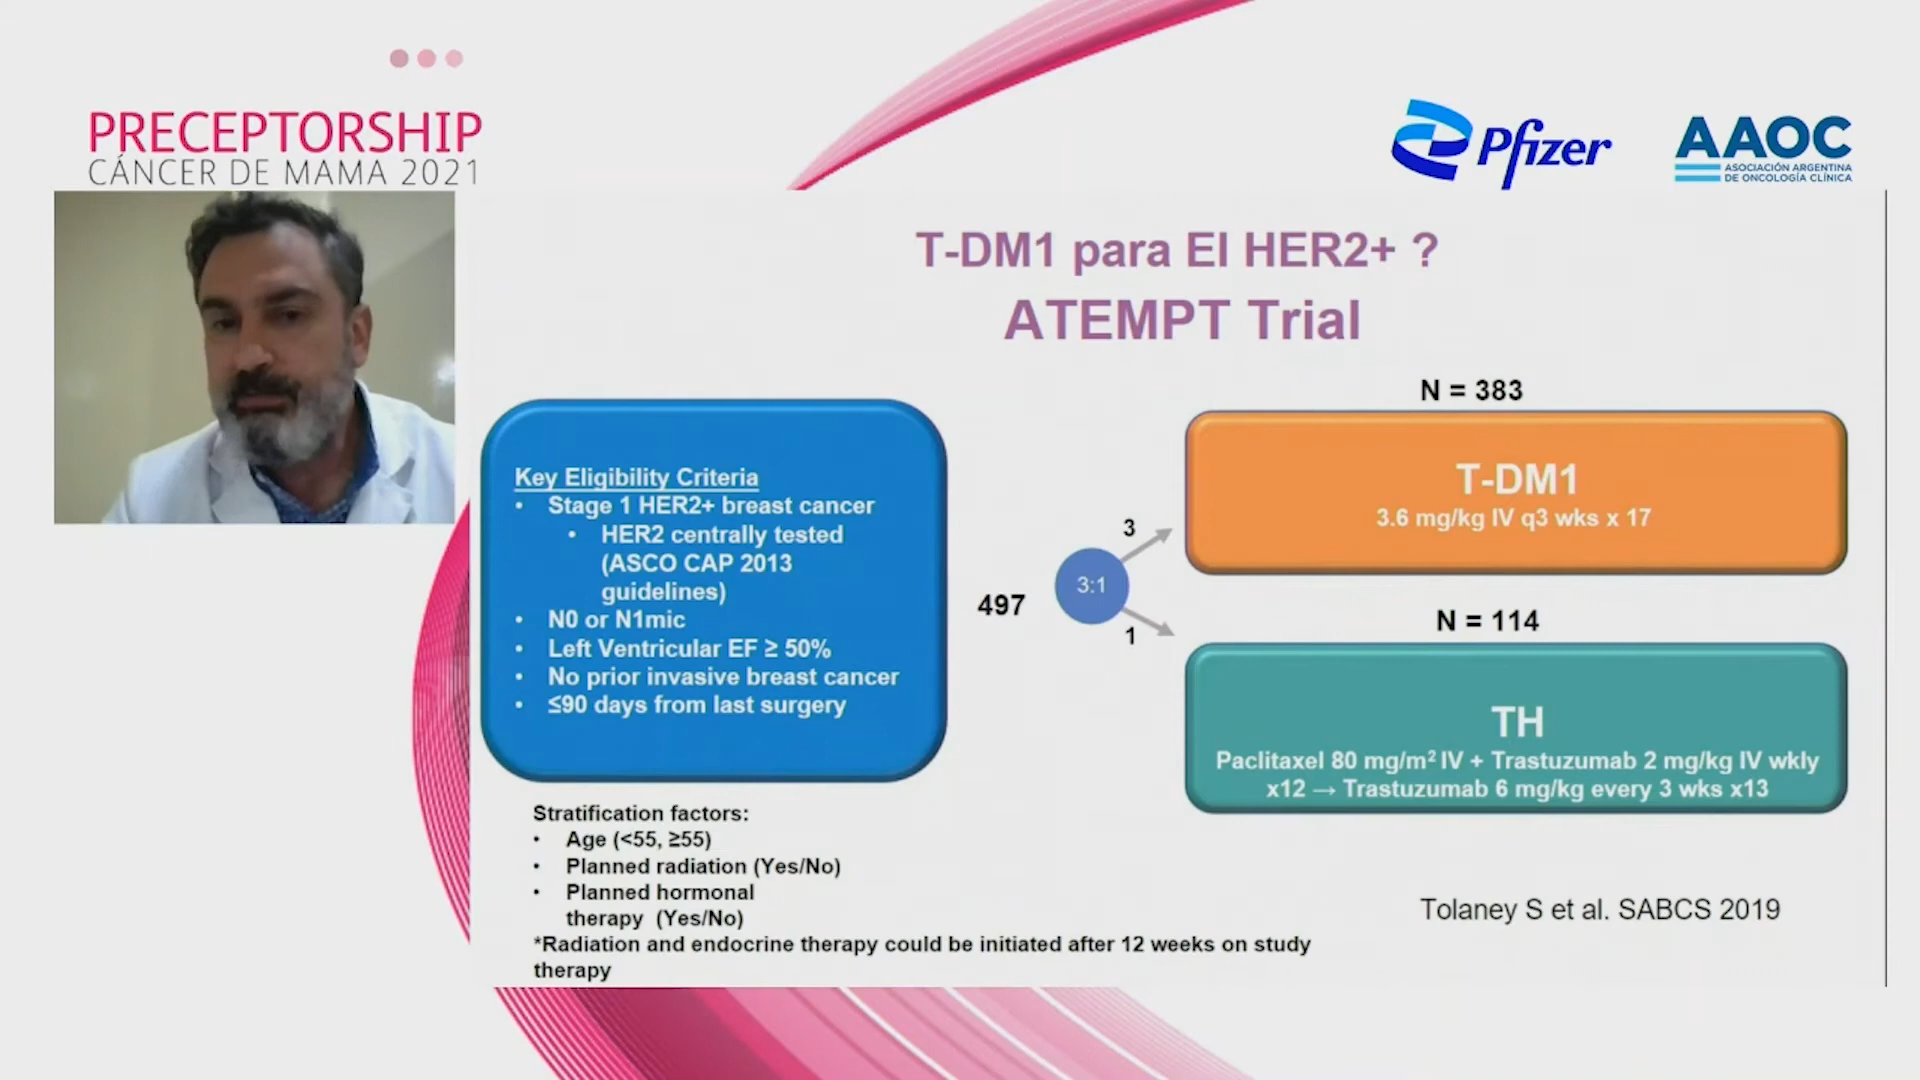 PRECEPTORSHIP
CÁNCER DE MAMA 2021
Pfizer
AAOC
ASOCIACIÓN ARGENTINA
DE ONCOLOGÍA CLÍNICA
T-DM1 para EI HER2+ ?
ATEMPT Trial
Key Eligibility Criteria
• Stage 1 HER2+ breast cancer
• HER2 centrally tested
(ASCO CAP 2013
guidelines)
• N0 or N1mic
• Left Ventricular EF ≥ 50%
• No prior invasive breast cancer
• ≤90 days from last surgery
497
3:1
3
1
N = 383
T-DM1
3.6 mg/kg IV q3 wks x 17
N = 114
TH
Paclitaxel 80 mg/m² IV + Trastuzumab 2 mg/kg IV wkly
x12 → Trastuzumab 6 mg/kg every 3 wks x13
Stratification factors:
• Age (<55, ≥55)
• Planned radiation (Yes/No)
• Planned hormonal
therapy (Yes/No)
*Radiation and endocrine therapy could be initiated after 12 weeks on study
therapy
Tolaney S et al. SABCS 2019